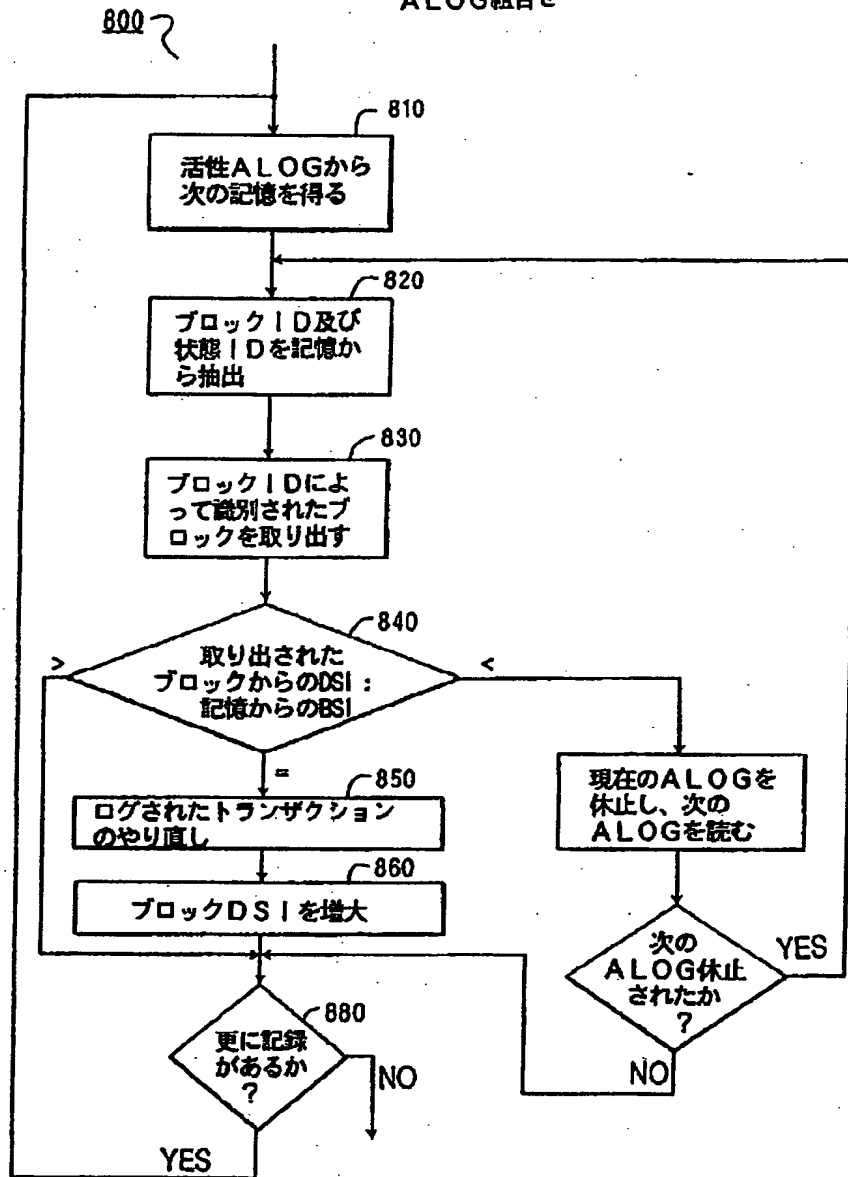 ALOG組合せ
800
810
活性ALOGから
次の記憶を得る
820
ブロックID及び
状態IDを記憶か
ら抽出
830
ブロックIDによ
って識別されたブ
ロックを取り出す
840
>
取り出された
ブロックからのDSI:
記憶からのBSI
<
=
850
ログされたトランザクション
のやり直し
860
ブロックDSIを増大
現在のALOGを
休止し、次の
ALOGを読む
次の
ALOG休止
されたか
?
YES
NO
880
更に記録
があるか
?
NO
YES